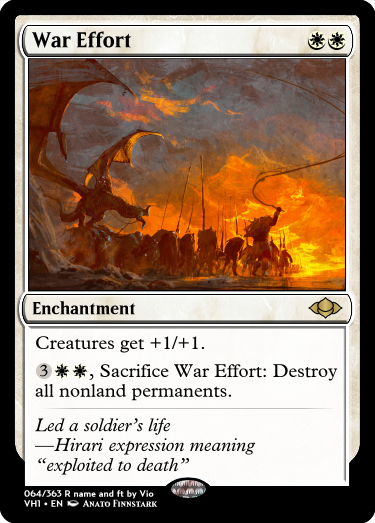 War Effort
Enchantment
Creatures get +1/+1.
3, Sacrifice War Effort: Destroy
all nonland permanents.
Led a soldier's life
—Hirari expression meaning
"exploited to death"
064/363 R name and ft by Vio
VH1 • EN Anato Finnstark